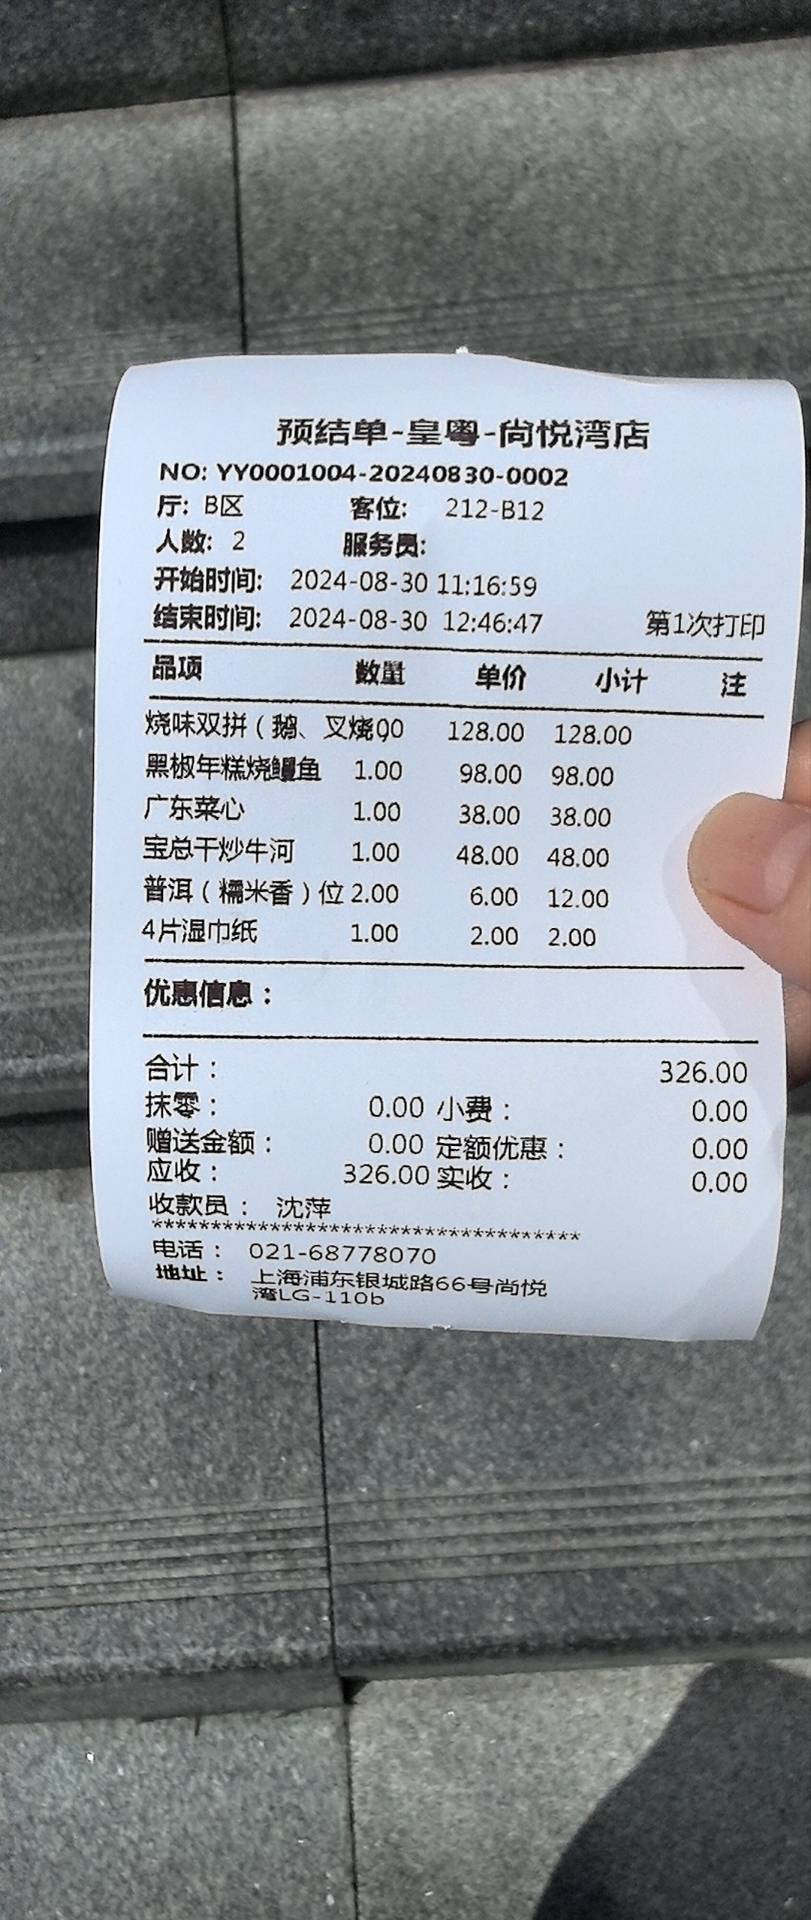 预结单-皇粤-尚悦湾店
NO: YY0001004-20240830-0002
厅: B区 客位: 212-B12
人数: 2 服务员:
开始时间: 2024-08-30 11:16:59
结束时间: 2024-08-30 12:46:47 第1次打印
品项 数量 单价 小计 注
烧味双拼（鹅、叉烧00 128.00 128.00
黑椒年糕烧鳗鱼 1.00 98.00 98.00
广东菜心 1.00 38.00 38.00
宝总干炒牛河 1.00 48.00 48.00
普洱（糯米香）位 2.00 6.00 12.00
4片湿巾纸 1.00 2.00 2.00
优惠信息：
合计： 326.00
抹零： 0.00 小费： 0.00
赠送金额： 0.00 定额优惠： 0.00
应收： 326.00 实收： 0.00
收款员： 沈萍
*************************************
电话： 021-68778070
地址： 上海浦东银城路66号尚悦
湾LG-110b